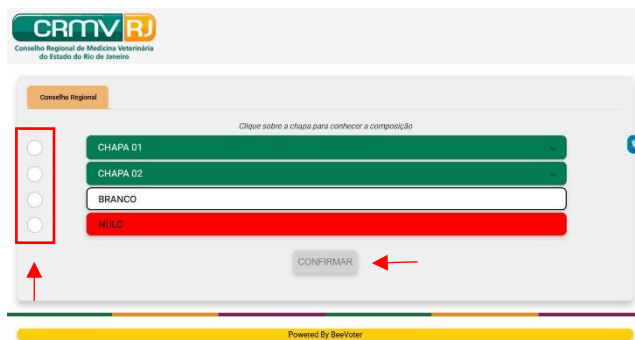 CRMV RJ
Conselho Regional de Medicina Veterinária
do Estado do Rio de Janeiro
Conselho Regional
Clique sobre a chapa para conhecer a composição
CHAPA 01
CHAPA 02
BRANCO
NULO
CONFIRMAR
Powered By BeeVoter